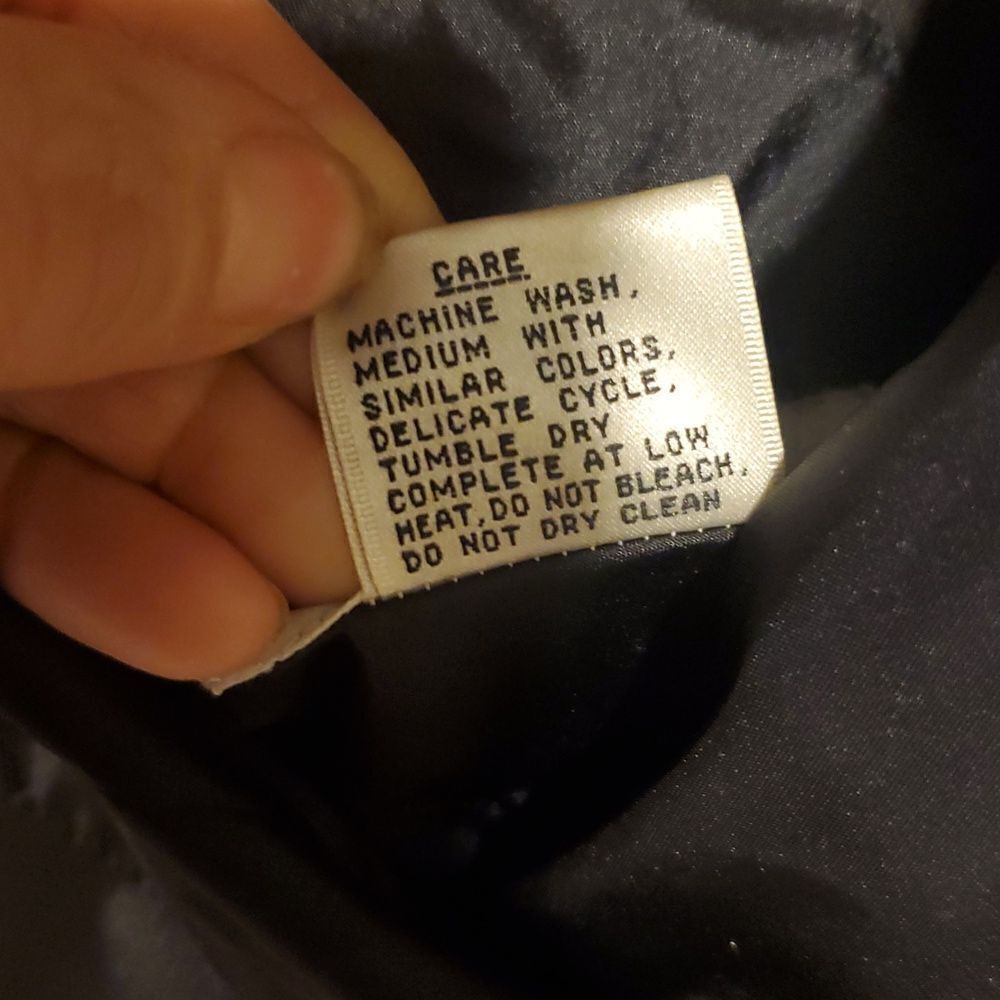 CARE
MACHINE WASH,
MEDIUM WITH
SIMILAR COLORS,
DELICATE CYCLE,
TUMBLE DRY
COMPLETE AT LOW
HEAT,DO NOT BLEACH.
DO NOT DRY CLEAN